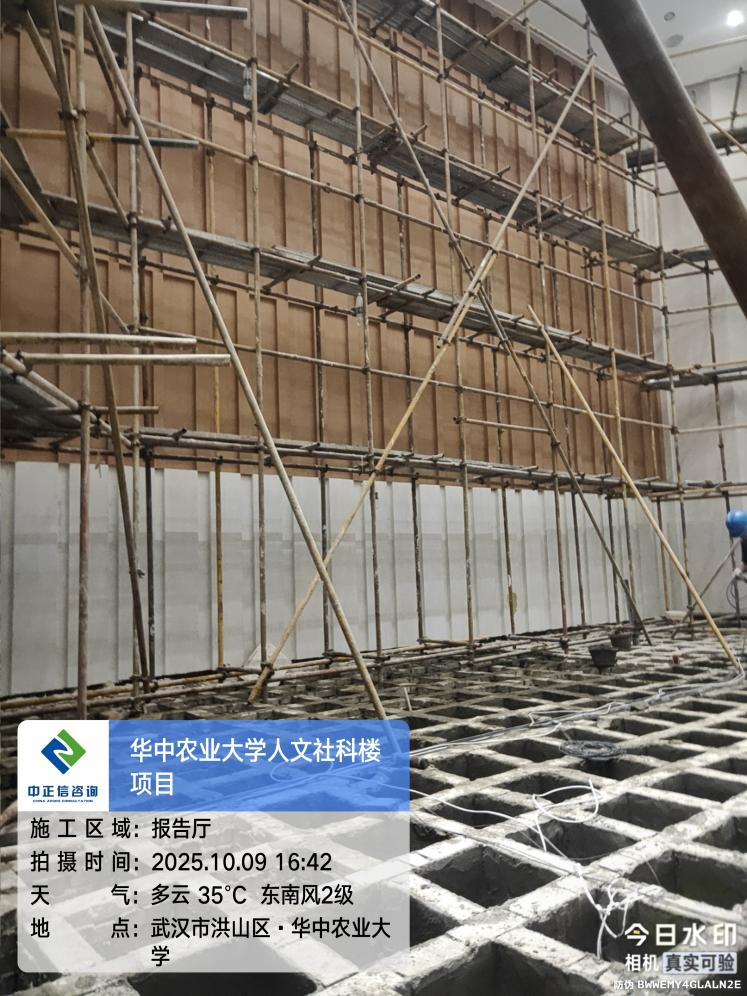 中正信咨询
华中农业大学人文社科楼
项目
施工区域：报告厅
拍摄时间：2025.10.09 16:42
天气：多云 35℃ 东南风2级
地点：武汉市洪山区·华中农业大
学
今日水印
相机 真实可验
防伪 BWWEMY4GLALN2E